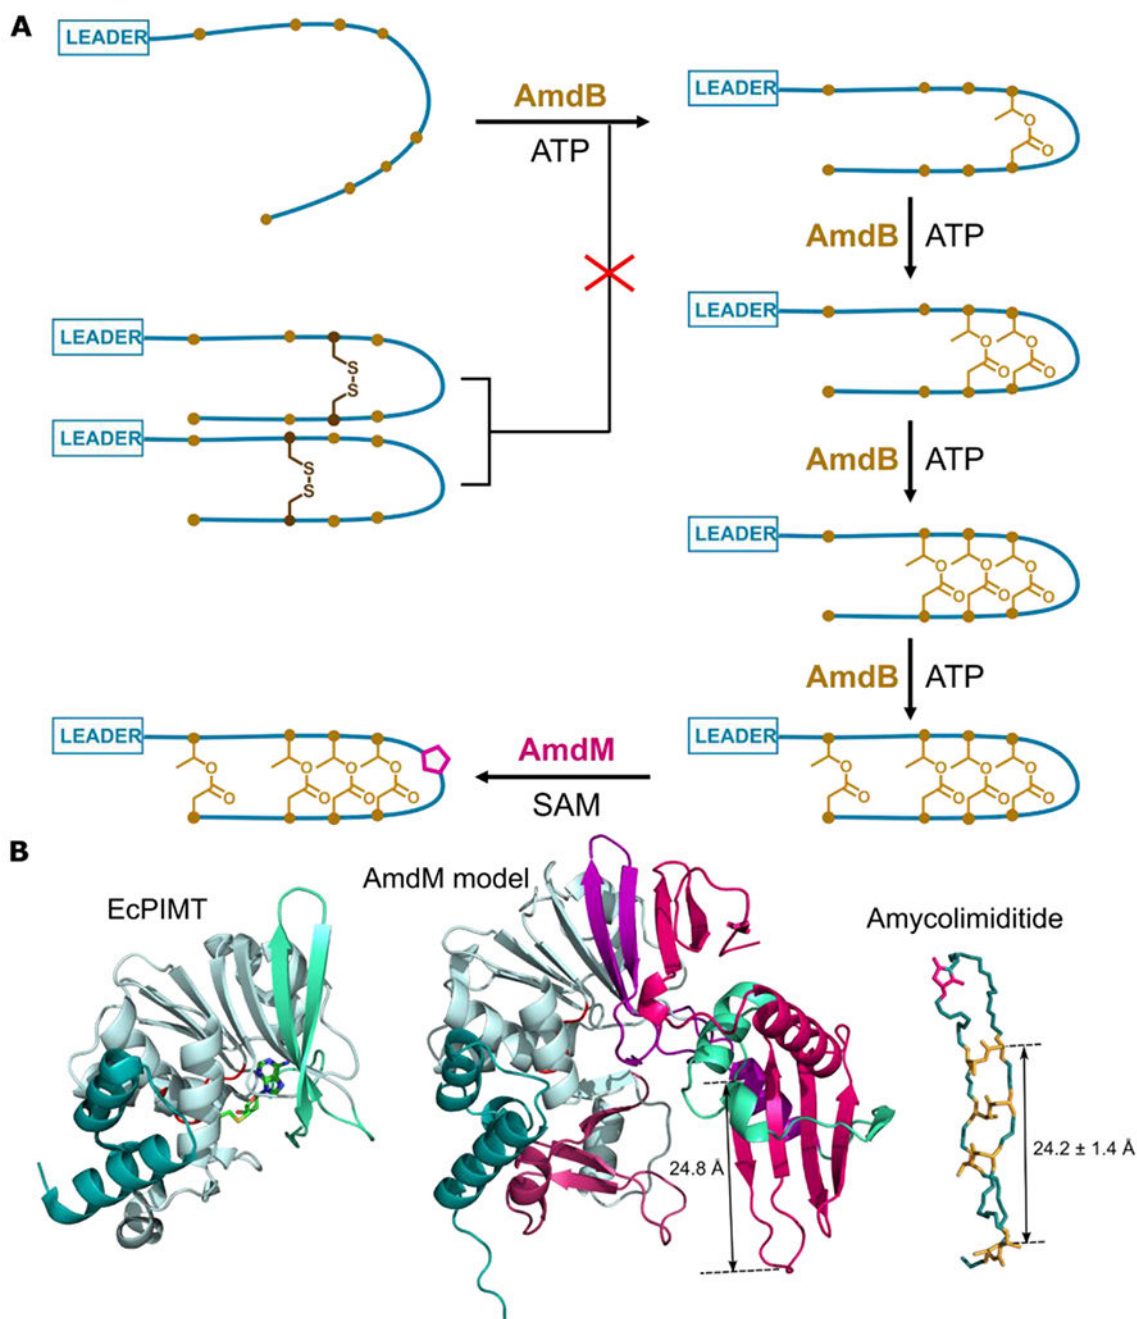 A
LEADER
AmdB
ATP
LEADER
O
O
AmdB ATP
LEADER
S
S
LEADER
S
S
LEADER
O O
O O
AmdB ATP
LEADER
O O O
O O O
AmdB ATP
LEADER
O O O O
O O O O
AmdM
SAM
LEADER
O O O O
O O O O
B
AmdM model
EcPIMT
Amycolimiditide
24.8 Å
24.2 ± 1.4 Å